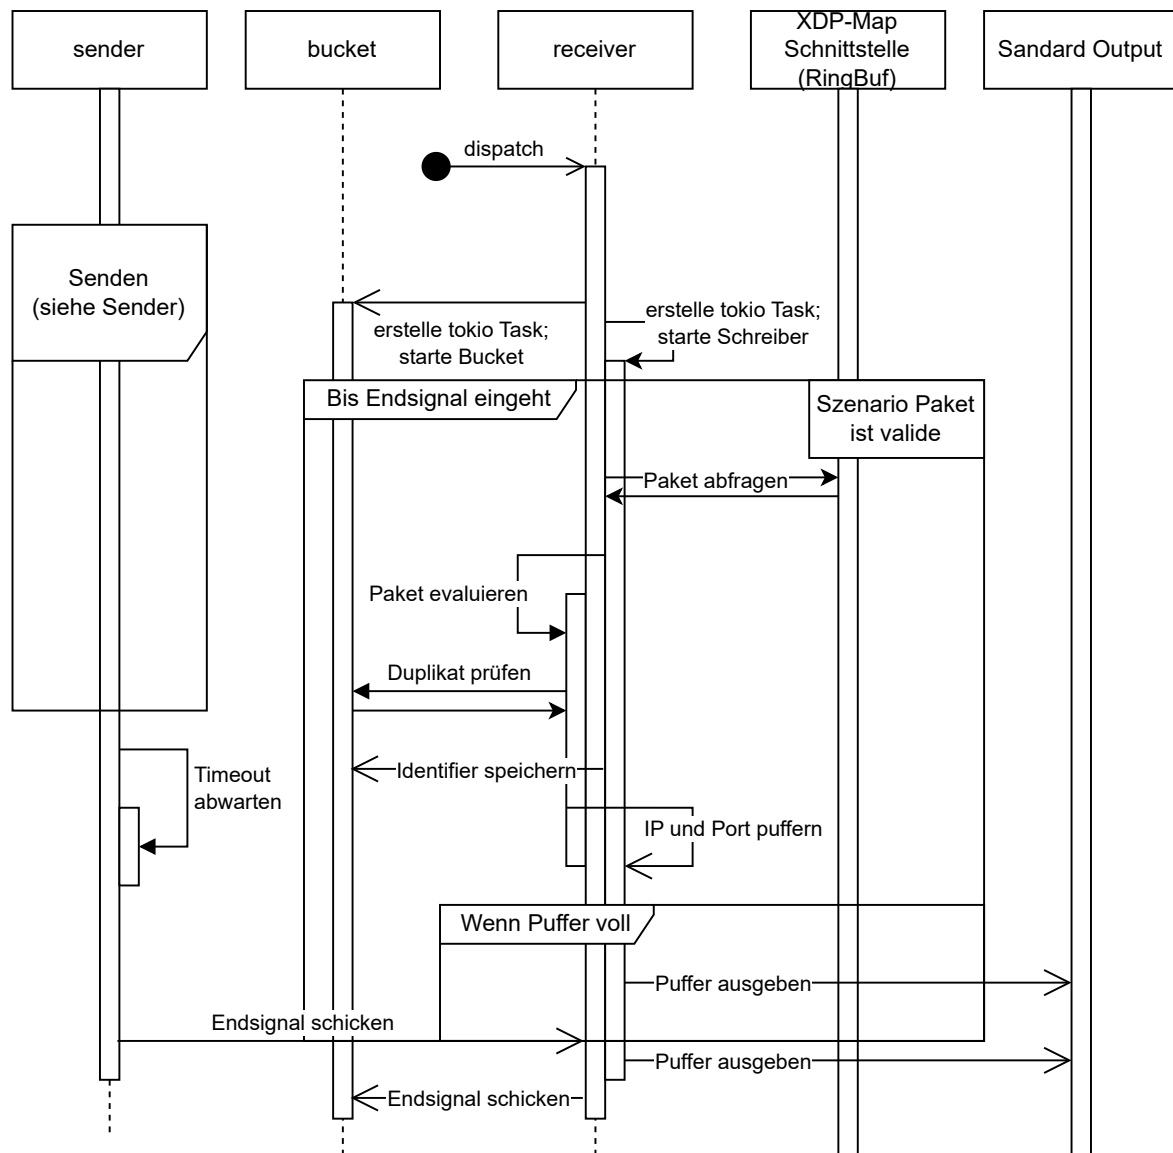 sender
bucket
receiver
XDP-Map
Schnittstelle
(RingBuf)
Sandard Output
dispatch
Senden
(siehe Sender)
erstelle tokio Task;
starte Bucket
erstelle tokio Task;
starte Schreiber
Bis Endsignal eingeht
Szenario Paket
ist valide
Paket abfragen
Paket evaluieren
Duplikat prüfen
Identifier speichern
Timeout
abwarten
IP und Port puffern
Wenn Puffer voll
Puffer ausgeben
Endsignal schicken
Puffer ausgeben
Endsignal schicken